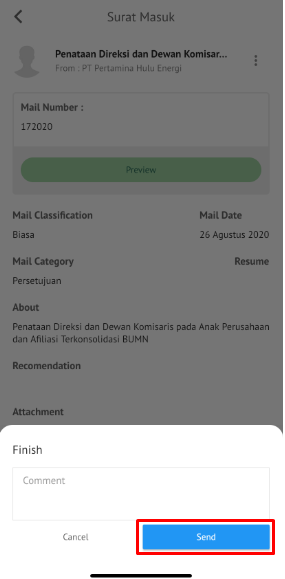 Surat Masuk
Penataan Direksi dan Dewan Komisar...
From : PT Pertamina Hulu Energi
Mail Number :
172020
Preview
Mail Classification
Mail Date
Biasa
26 Agustus 2020
Mail Category
Resume
Persetujuan
About
Penataan Direksi dan Dewan Komisaris pada Anak Perusahaan
dan Afiliasi Terkonsolidasi BUMN
Recomendation
Attachment
Finish
Comment
Cancel
Send